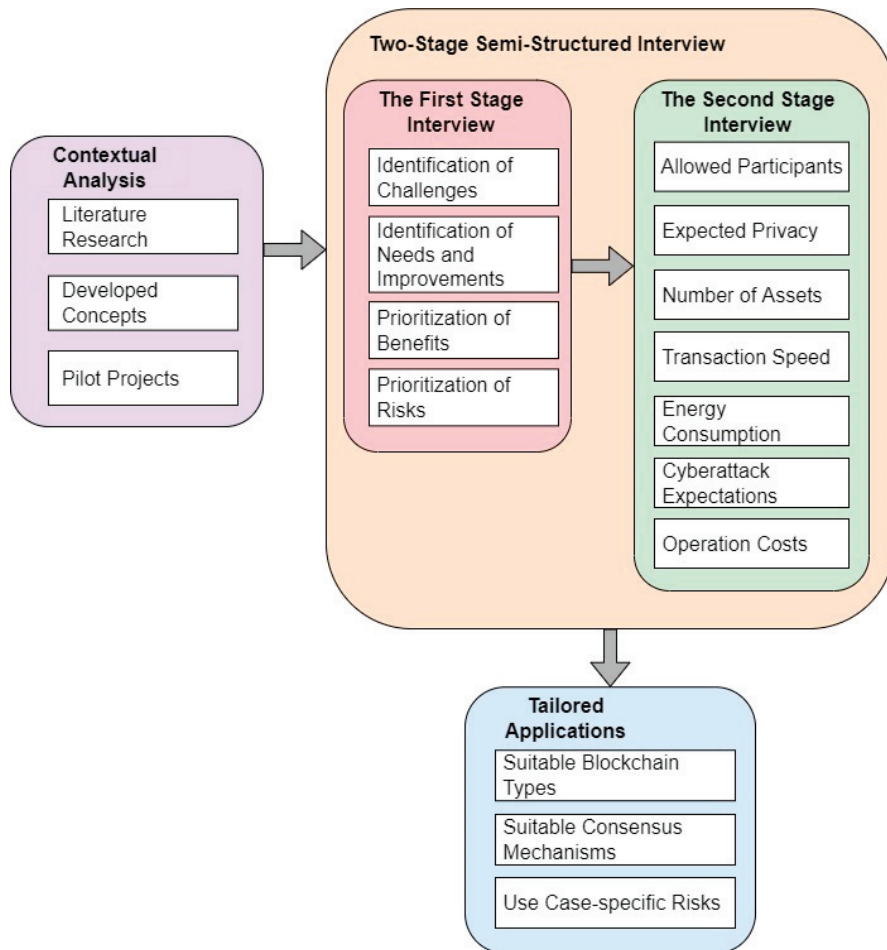 Two-Stage Semi-Structured Interview
Contextual
Analysis
Literature
Research
Developed
Concepts
Pilot Projects
The First Stage
Interview
Identification of
Challenges
Identification of
Needs and
Improvements
Prioritization of
Benefits
Prioritization of
Risks
The Second Stage
Interview
Allowed Participants
Expected Privacy
Number of Assets
Transaction Speed
Energy
Consumption
Cyberattack
Expectations
Operation Costs
Tailored
Applications
Suitable Blockchain
Types
Suitable Consensus
Mechanisms
Use Case-specific Risks